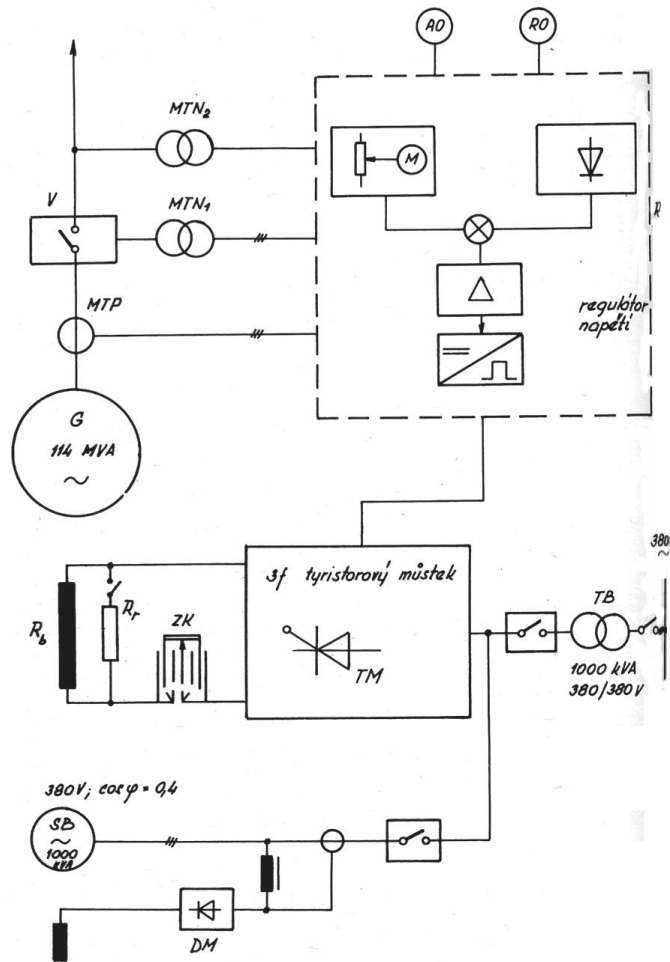 AO
RO
MTN2
V
MTN1
MTP
M
R
regulátor
napětí
G
114 MVA
~
380
~
3f tyristorový můstek
TM
Rb
Rr
ZK
TB
1000 kVA
380/380V
380V; cos φ = 0,4
SB
~
1000
kVA
DM